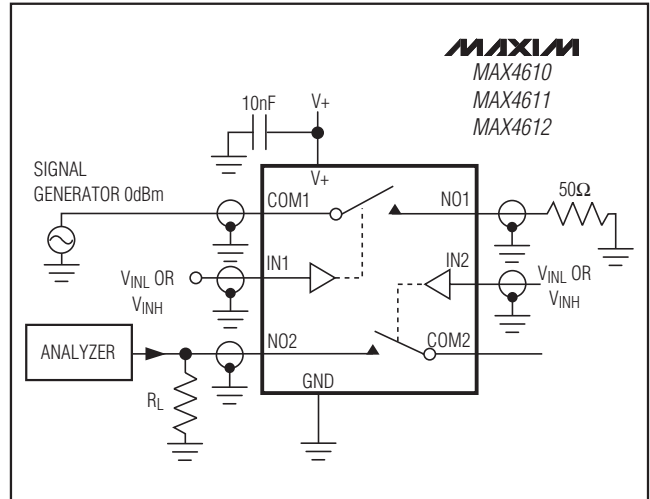 MAXIM
MAX4610
MAX4611
MAX4612
10nF
V+
V+
SIGNAL
GENERATOR 0dBm
COM1
NO1
50Ω
IN1
IN2
VINL OR
VINH
VINL OR
VINH
ANALYZER
NO2
COM2
RL
GND